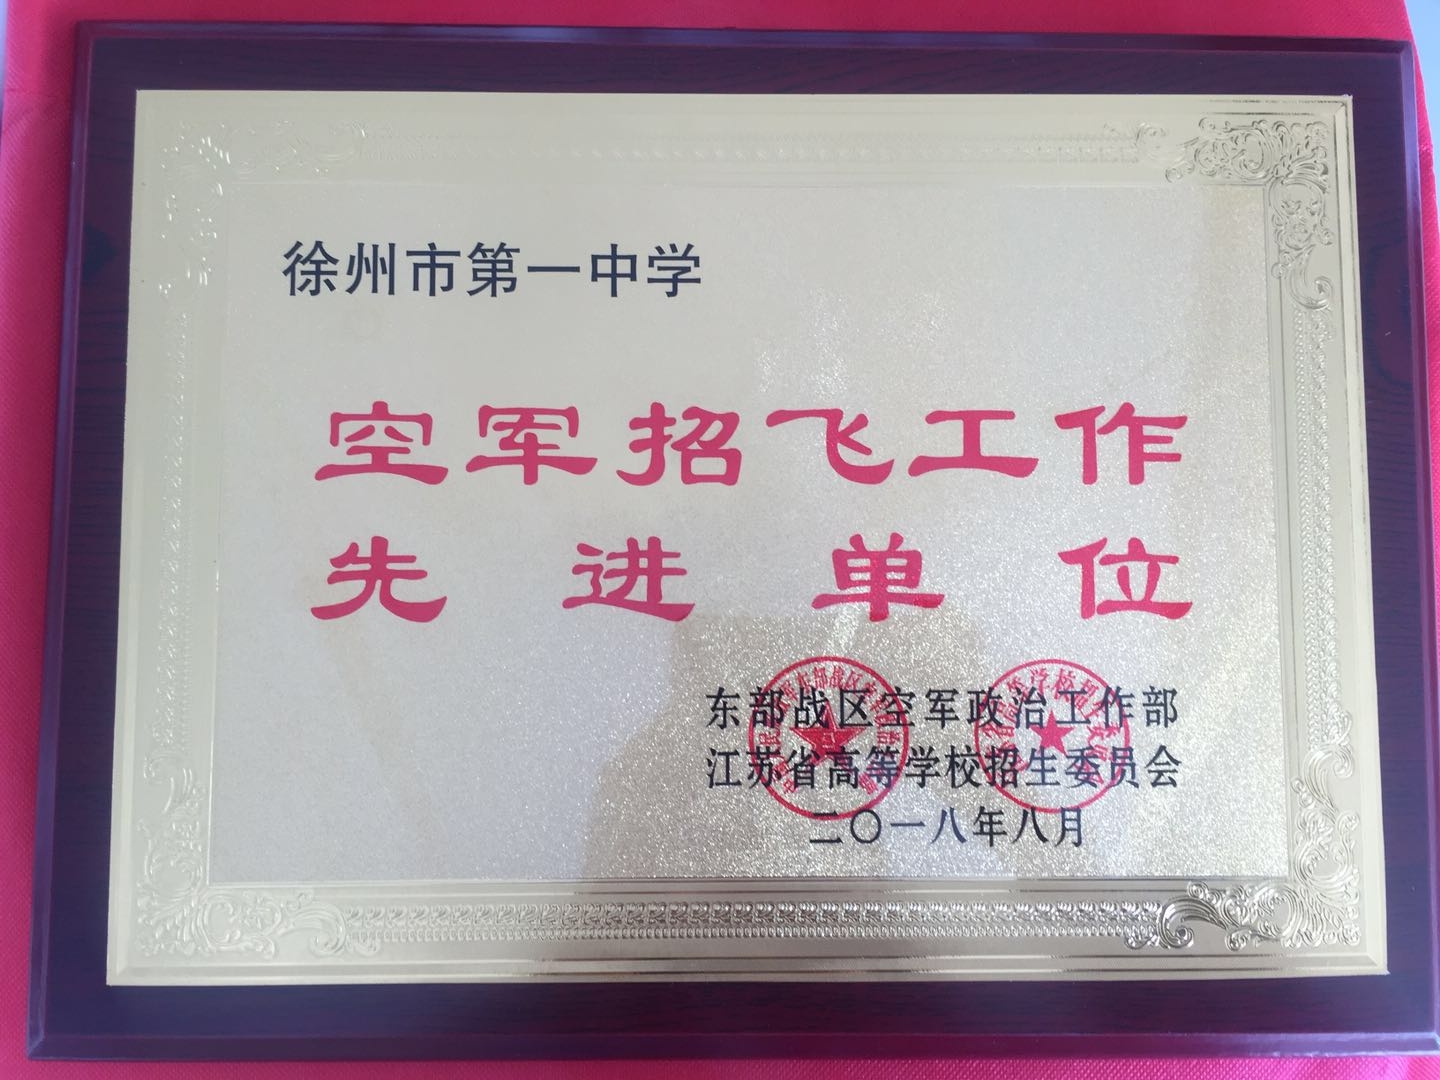 徐州市第一中学
空军招飞工作
先进单位
东部战区空军政治工作部
江苏省高等学校招生委员会
二〇一八年八月